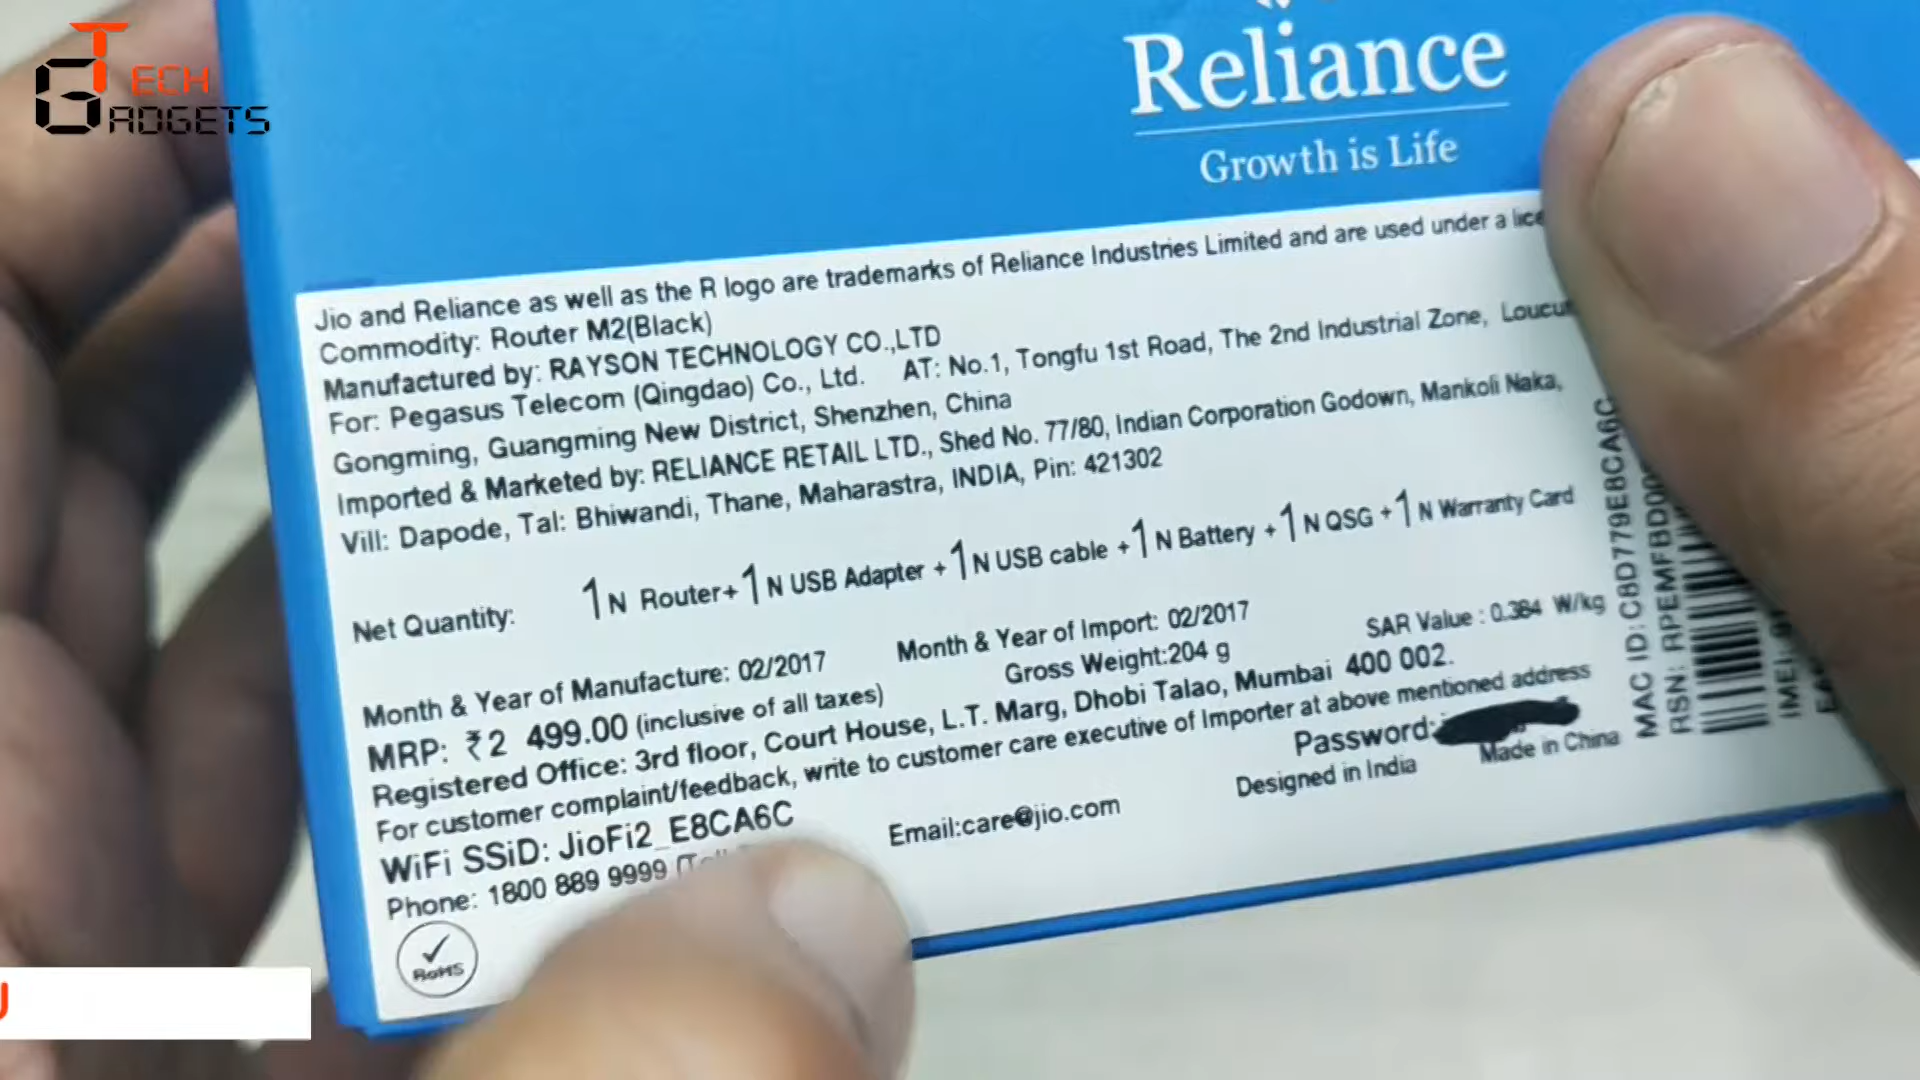 TECH
GADGETS
Reliance
Growth is Life
Jio and Reliance as well as the R logo are trademarks of Reliance Industries Limited and are used under a
Commodity: Router M2(Black)
Manufactured by: RAYSON TECHNOLOGY CO.,LTD
For: Pegasus Telecom (Qingdao) Co., Ltd. AT: No.1, Tongfu 1st Road, The 2nd Industrial Zone,
Gongming, Guangming New District, Shenzhen, China
Imported & Marketed by: RELIANCE RETAIL LTD., Shed No. 77/80, Indian Corporation Godown, Mankoli Naka,
Vill: Dapode, Tal: Bhiwandi, Thane, Maharastra, INDIA, Pin: 421302
Net Quantity: 1 N Router+ 1 N USB Adapter + 1 N USB cable + 1 N Battery + 1 N QSG + 1 N Warranty Card
Month & Year of Manufacture: 02/2017 Month & Year of Import: 02/2017 SAR Value : 0.384 W/kg
MRP: ₹2 499.00 (inclusive of all taxes) Gross Weight:204 g
Registered Office: 3rd floor, Court House, L.T. Marg, Dhobi Talao, Mumbai 400 002.
For customer complaint/feedback, write to customer care executive of Importer at above mentioned address
WiFi SSiD: JioFi2_E8CA6C Password:
Phone: 1800 889 9999 Email:care@jio.com Designed in India Made in China
RoHS
MAC ID: C8D779E8CA6C
RSN:
IMEI: